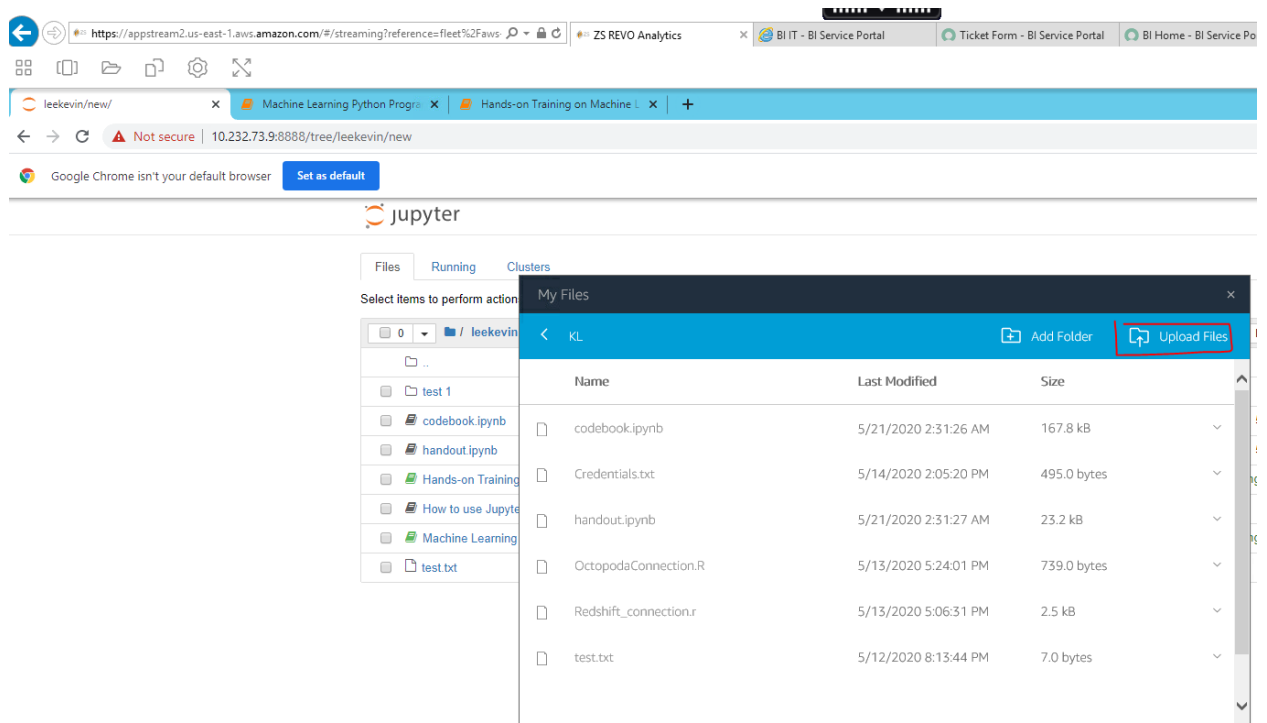 https://appstream2.us-east-1.aws.amazon.com/#/streaming?reference=fleet%2Faws-
ZS REVO Analytics
BI IT - BI Service Portal
Ticket Form - BI Service Portal
BI Home - BI Service Po
leekevin/new/
Machine Learning Python Progra
Hands-on Training on Machine L
Not secure | 10.232.73.9:8888/tree/leekevin/new
Google Chrome isn't your default browser
Set as default
jupyter
Files Running Clusters
Select items to perform action
My Files
0 / leekevin
KL
Add Folder
Upload Files
..
Name Last Modified Size
test 1
codebook.ipynb
codebook.ipynb 5/21/2020 2:31:26 AM 167.8 kB
handout.ipynb
Credentials.txt 5/14/2020 2:05:20 PM 495.0 bytes
Hands-on Training
How to use Jupyte
handout.ipynb 5/21/2020 2:31:27 AM 23.2 kB
Machine Learning
test.txt
OctopodaConnection.R 5/13/2020 5:24:01 PM 739.0 bytes
Redshift_connection.r 5/13/2020 5:06:31 PM 2.5 kB
test.txt 5/12/2020 8:13:44 PM 7.0 bytes